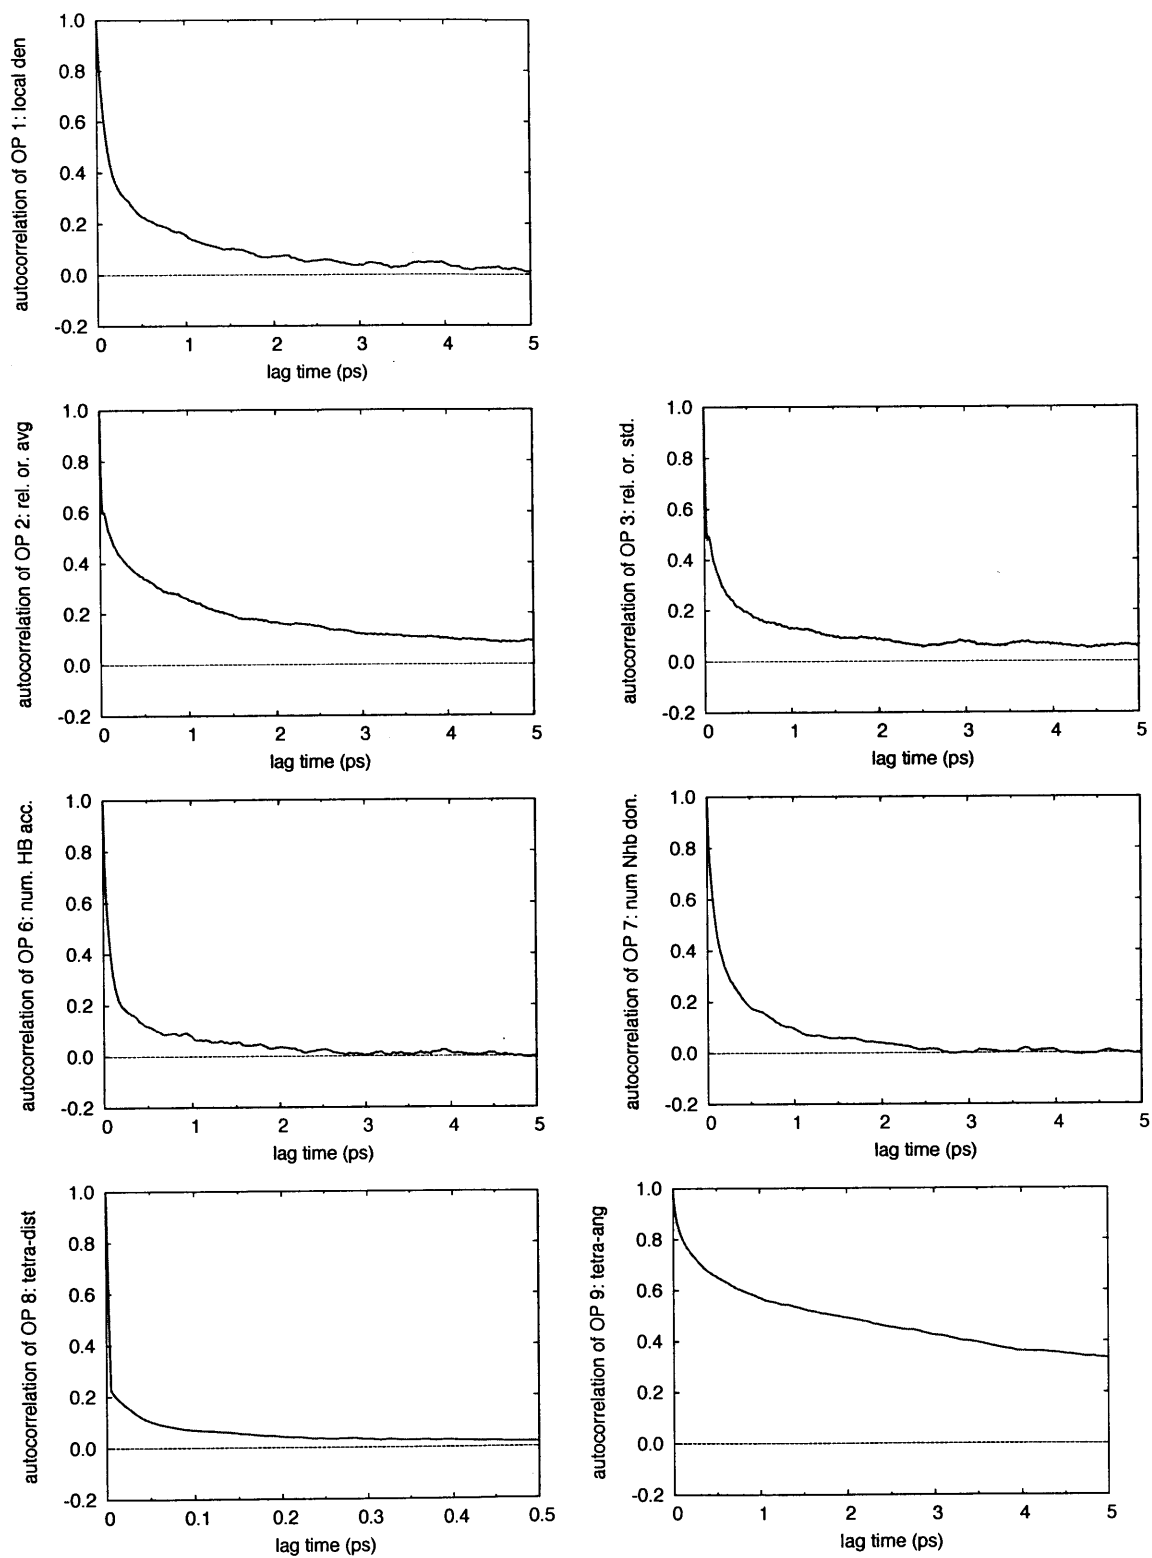 autocorrelation of OP 1: local den
1.0
0.8
0.6
0.4
0.2
0.0
-0.2
0 1 2 3 4 5
lag time (ps)
autocorrelation of OP 2: rel. or. avg
1.0
0.8
0.6
0.4
0.2
0.0
-0.2
0 1 2 3 4 5
lag time (ps)
autocorrelation of OP 3: rel. or. std.
1.0
0.8
0.6
0.4
0.2
0.0
-0.2
0 1 2 3 4 5
lag time (ps)
autocorrelation of OP 6: num. HB acc.
1.0
0.8
0.6
0.4
0.2
0.0
-0.2
0 1 2 3 4 5
lag time (ps)
autocorrelation of OP 7: num Nhb don.
1.0
0.8
0.6
0.4
0.2
0.0
-0.2
0 1 2 3 4 5
lag time (ps)
autocorrelation of OP 8: tetra-dist
1.0
0.8
0.6
0.4
0.2
0.0
-0.2
0 0.1 0.2 0.3 0.4 0.5
lag time (ps)
autocorrelation of OP 9: tetra-ang
1.0
0.8
0.6
0.4
0.2
0.0
-0.2
0 1 2 3 4 5
lag time (ps)